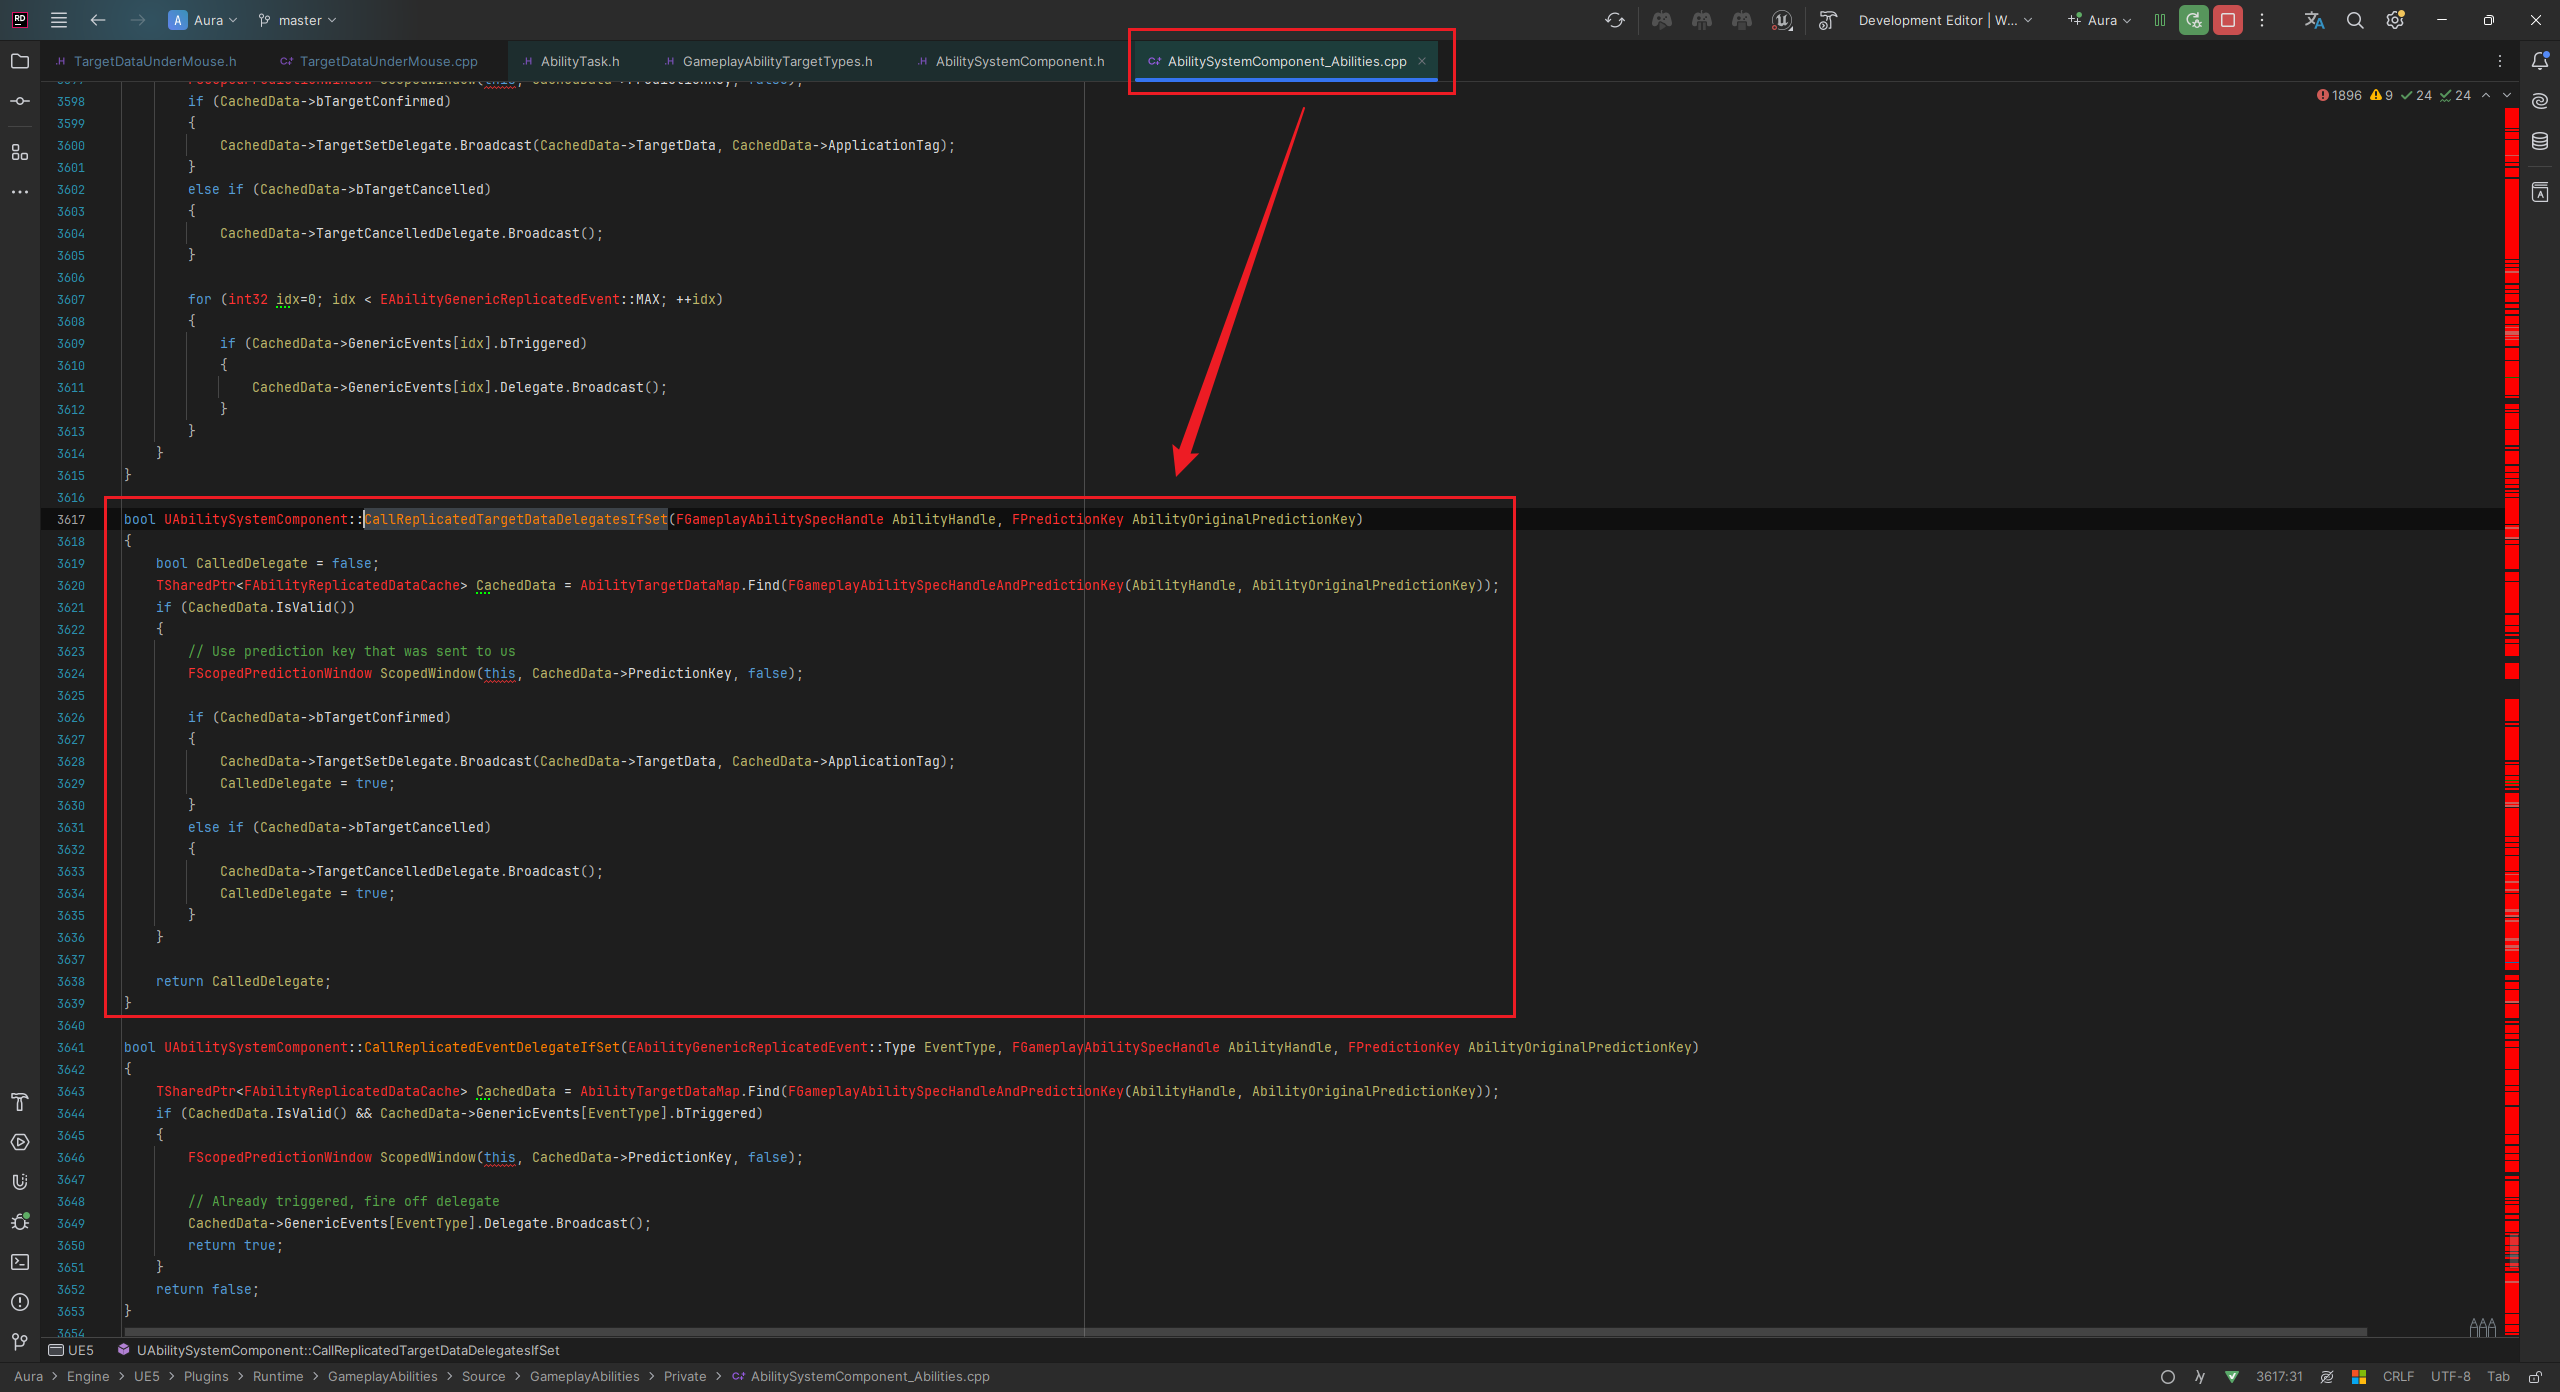 RD Aura master Development Editor | W... Aura
TargetDataUnderMouse.h TargetDataUnderMouse.cpp AbilityTask.h GameplayAbilityTargetTypes.h AbilitySystemComponent.h AbilitySystemComponent_Abilities.cpp
1896 9 24 24
3598 if (CachedData->bTargetConfirmed)
3599 {
3600 CachedData->TargetSetDelegate.Broadcast(CachedData->TargetData, CachedData->ApplicationTag);
3601 }
3602 else if (CachedData->bTargetCancelled)
3603 {
3604 CachedData->TargetCancelledDelegate.Broadcast();
3605 }
3606
3607 for (int32 idx=0; idx < EAbilityGenericReplicatedEvent::MAX; ++idx)
3608 {
3609 if (CachedData->GenericEvents[idx].bTriggered)
3610 {
3611 CachedData->GenericEvents[idx].Delegate.Broadcast();
3612 }
3613 }
3614 }
3615 }
3616
3617 bool UAbilitySystemComponent::CallReplicatedTargetDataDelegatesIfSet(FGameplayAbilitySpecHandle AbilityHandle, FPredictionKey AbilityOriginalPredictionKey)
3618 {
3619 bool CalledDelegate = false;
3620 TSharedPtr<FAbilityReplicatedDataCache> CachedData = AbilityTargetDataMap.Find(FGameplayAbilitySpecHandleAndPredictionKey(AbilityHandle, AbilityOriginalPredictionKey));
3621 if (CachedData.IsValid())
3622 {
3623 // Use prediction key that was sent to us
3624 FScopedPredictionWindow ScopedWindow(this, CachedData->PredictionKey, false);
3625
3626 if (CachedData->bTargetConfirmed)
3627 {
3628 CachedData->TargetSetDelegate.Broadcast(CachedData->TargetData, CachedData->ApplicationTag);
3629 CalledDelegate = true;
3630 }
3631 else if (CachedData->bTargetCancelled)
3632 {
3633 CachedData->TargetCancelledDelegate.Broadcast();
3634 CalledDelegate = true;
3635 }
3636 }
3637
3638 return CalledDelegate;
3639 }
3640
3641 bool UAbilitySystemComponent::CallReplicatedEventDelegateIfSet(EAbilityGenericReplicatedEvent::Type EventType, FGameplayAbilitySpecHandle AbilityHandle, FPredictionKey AbilityOriginalPredictionKey)
3642 {
3643 TSharedPtr<FAbilityReplicatedDataCache> CachedData = AbilityTargetDataMap.Find(FGameplayAbilitySpecHandleAndPredictionKey(AbilityHandle, AbilityOriginalPredictionKey));
3644 if (CachedData.IsValid() && CachedData->GenericEvents[EventType].bTriggered)
3645 {
3646 FScopedPredictionWindow ScopedWindow(this, CachedData->PredictionKey, false);
3647
3648 // Already triggered, fire off delegate
3649 CachedData->GenericEvents[EventType].Delegate.Broadcast();
3650 return true;
3651 }
3652 return false;
3653 }
3654
UE5 UAbilitySystemComponent::CallReplicatedTargetDataDelegatesIfSet
Aura > Engine > UE5 > Plugins > Runtime > GameplayAbilities > Source > GameplayAbilities > Private > AbilitySystemComponent_Abilities.cpp 3617:31 CRLF UTF-8 Tab